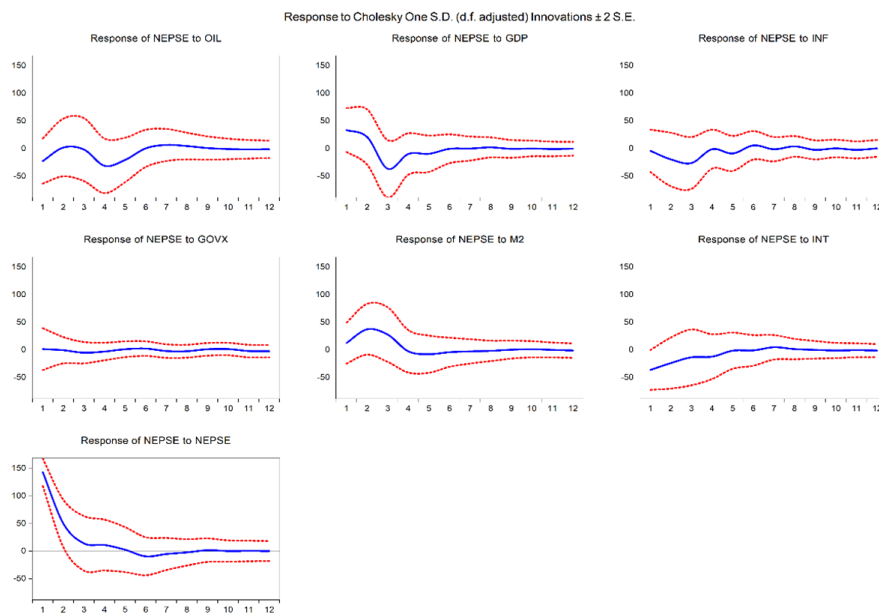 Response to Cholesky One S.D. (d.f. adjusted) Innovations ± 2 S.E.
Response of NEPSE to OIL
150
100
50
0
-50
1 2 3 4 5 6 7 8 9 10 11 12
Response of NEPSE to GDP
150
100
50
0
-50
1 2 3 4 5 6 7 8 9 10 11 12
Response of NEPSE to INF
150
100
50
0
-50
1 2 3 4 5 6 7 8 9 10 11 12
Response of NEPSE to GOVX
150
100
50
0
-50
1 2 3 4 5 6 7 8 9 10 11 12
Response of NEPSE to M2
150
100
50
0
-50
1 2 3 4 5 6 7 8 9 10 11 12
Response of NEPSE to INT
150
100
50
0
-50
1 2 3 4 5 6 7 8 9 10 11 12
Response of NEPSE to NEPSE
150
100
50
0
-50
1 2 3 4 5 6 7 8 9 10 11 12